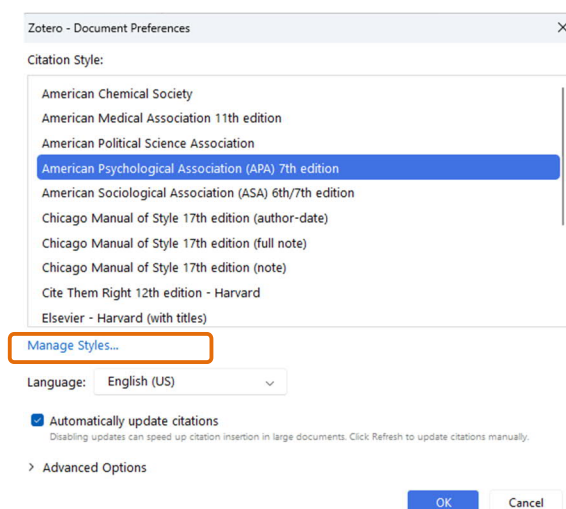 Zotero - Document Preferences
Citation Style:
American Chemical Society
American Medical Association 11th edition
American Political Science Association
American Psychological Association (APA) 7th edition
American Sociological Association (ASA) 6th/7th edition
Chicago Manual of Style 17th edition (author-date)
Chicago Manual of Style 17th edition (full note)
Chicago Manual of Style 17th edition (note)
Cite Them Right 12th edition - Harvard
Elsevier - Harvard (with titles)
Manage Styles...
Language: English (US)
Automatically update citations
Disabling updates can speed up citation insertion in large documents. Click Refresh to update citations manually.
Advanced Options
OK Cancel